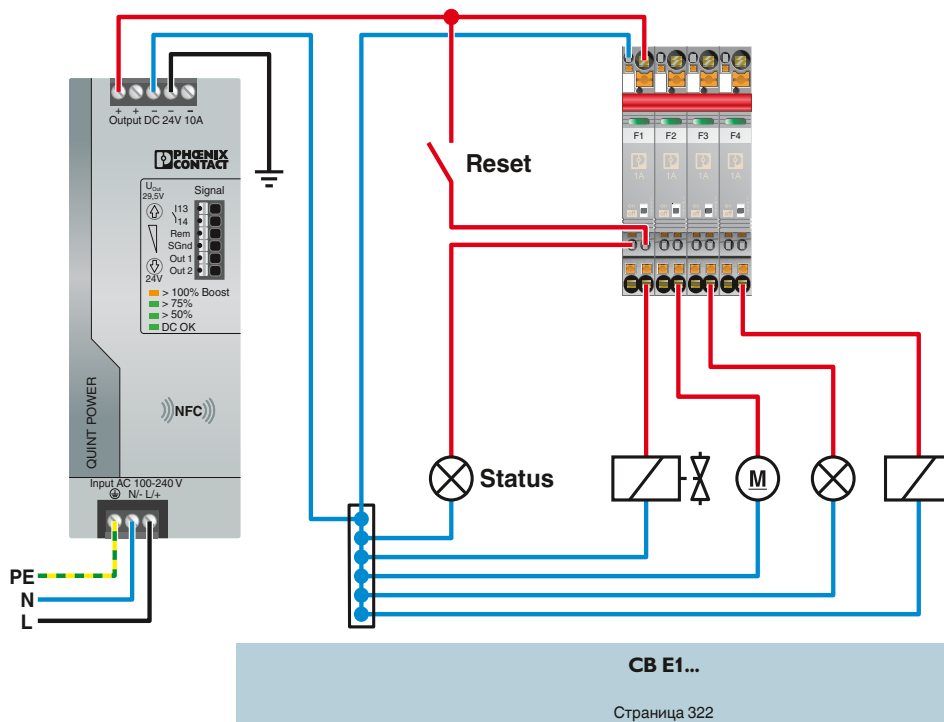 + + – – –
Output DC 24V 10A
PHŒNIX
CONTACT
UOut
29,5V
Signal
13
14
Rem
SGnd
Out 1
Out 2
24V
> 100% Boost
> 75%
> 50%
DC OK
QUINT POWER
NFC
Input AC 100-240 V
N/- L/+
PE
N
L
Reset
Status
F1 F2 F3 F4
1A 1A 1A 1A
M
CB E1...
Страница 322